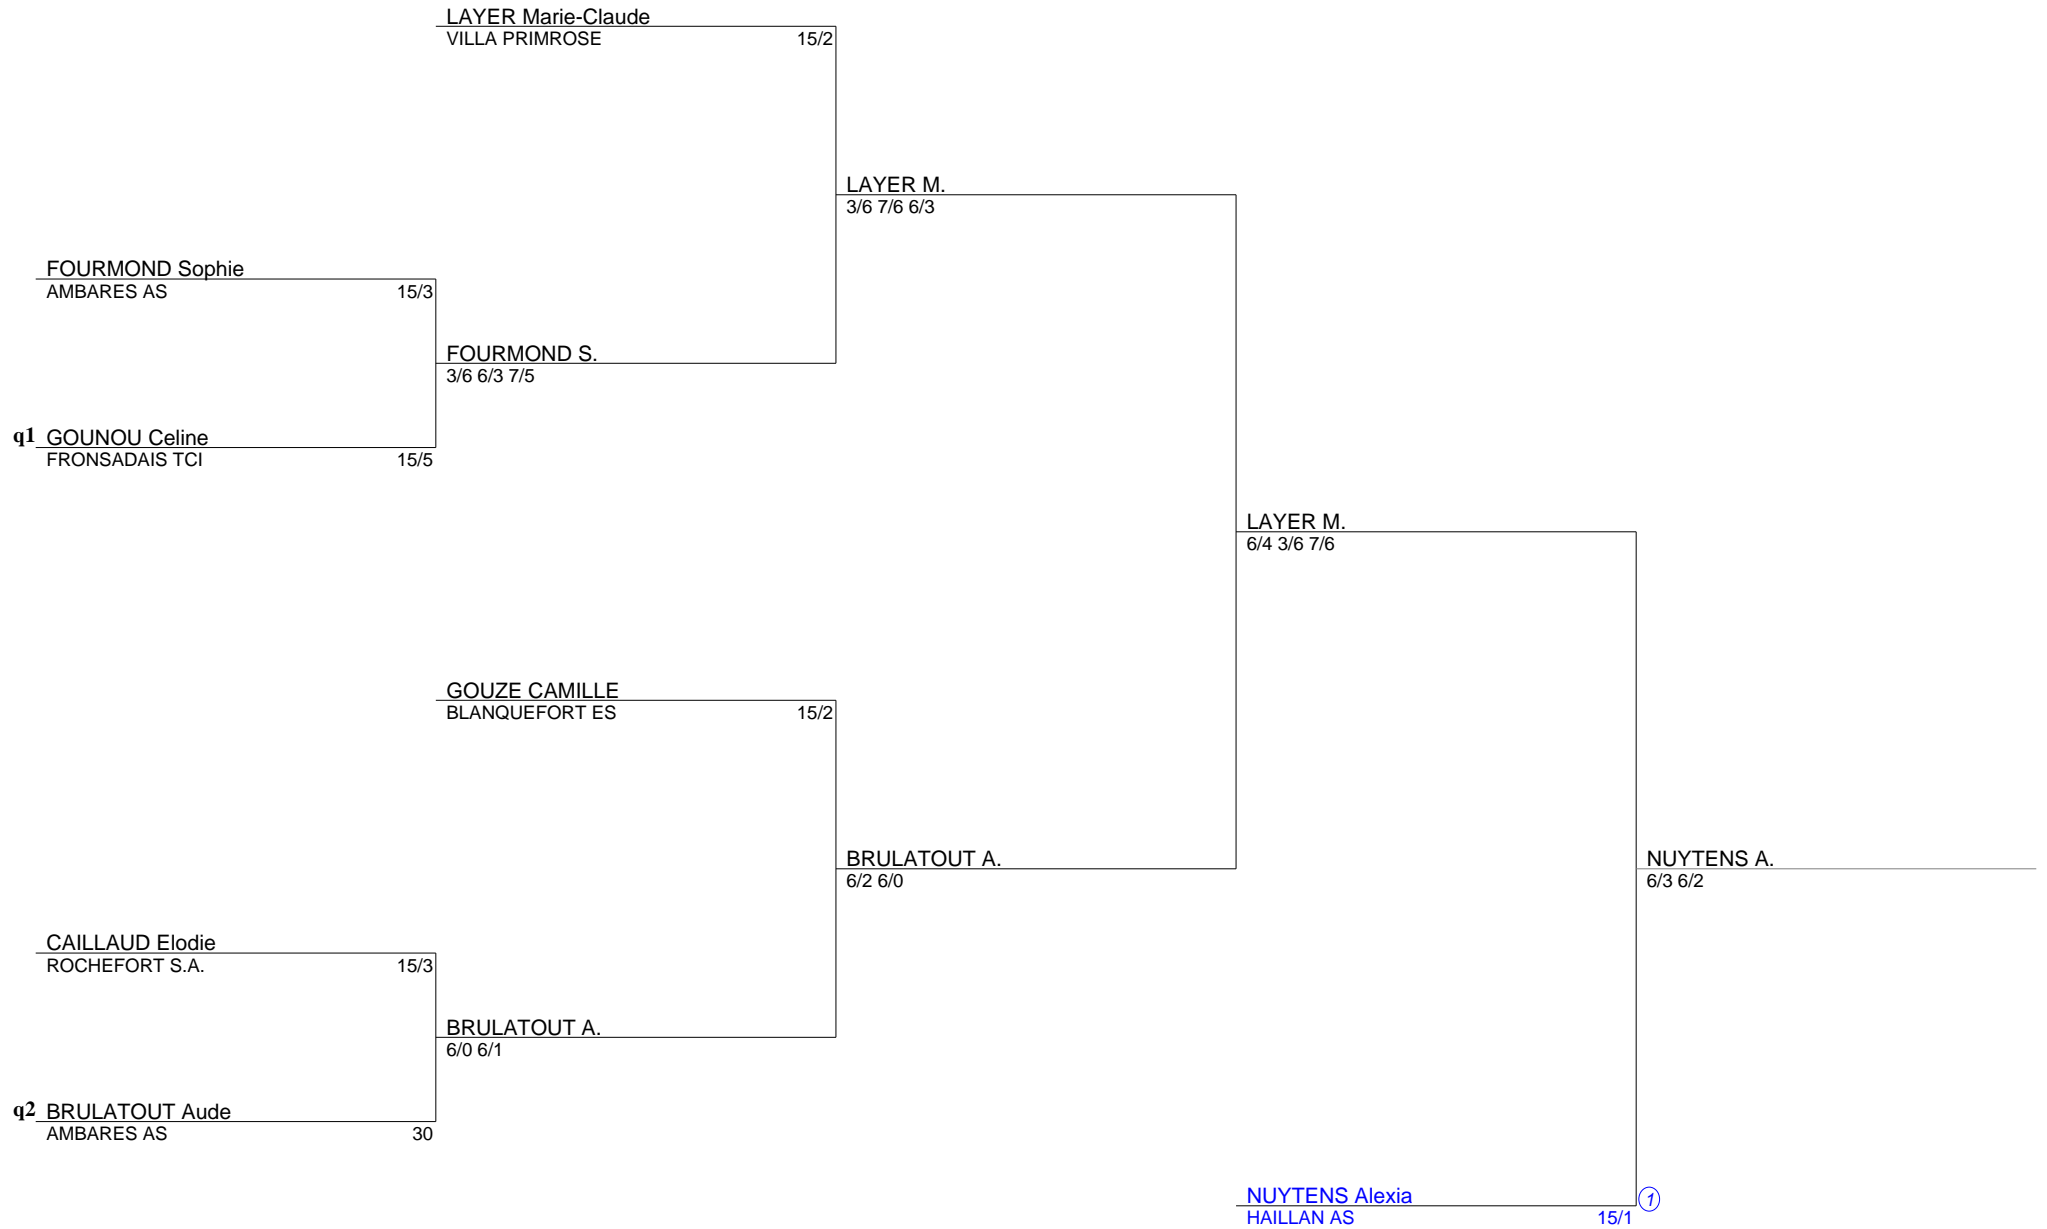 LAYER Marie-Claude
VILLA PRIMROSE 15/2
LAYER M.
3/6 7/6 6/3
FOURMOND Sophie
AMBARES AS 15/3
FOURMOND S.
3/6 6/3 7/5
q1 GOUNOU Celine
FRONSADAIS TCI 15/5
LAYER M.
6/4 3/6 7/6
GOUZE CAMILLE
BLANQUEFORT ES 15/2
BRULATOUT A.
6/2 6/0
NUYTENS A.
6/3 6/2
CAILLAUD Elodie
ROCHEFORT S.A. 15/3
BRULATOUT A.
6/0 6/1
q2 BRULATOUT Aude
AMBARES AS 30
NUYTENS Alexia 1
HAILLAN AS 15/1